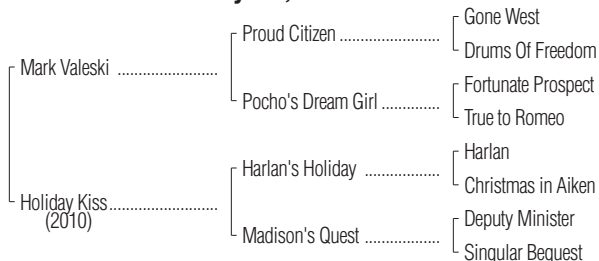 Gone West
Proud Citizen ......................
Drums Of Freedom
Mark Valeski ......................
Fortunate Prospect
Pocho's Dream Girl .............
True to Romeo
Harlan
Harlan's Holiday .................
Christmas in Aiken
Holiday Kiss........................
(2010)
Deputy Minister
Madison's Quest .................
Singular Bequest